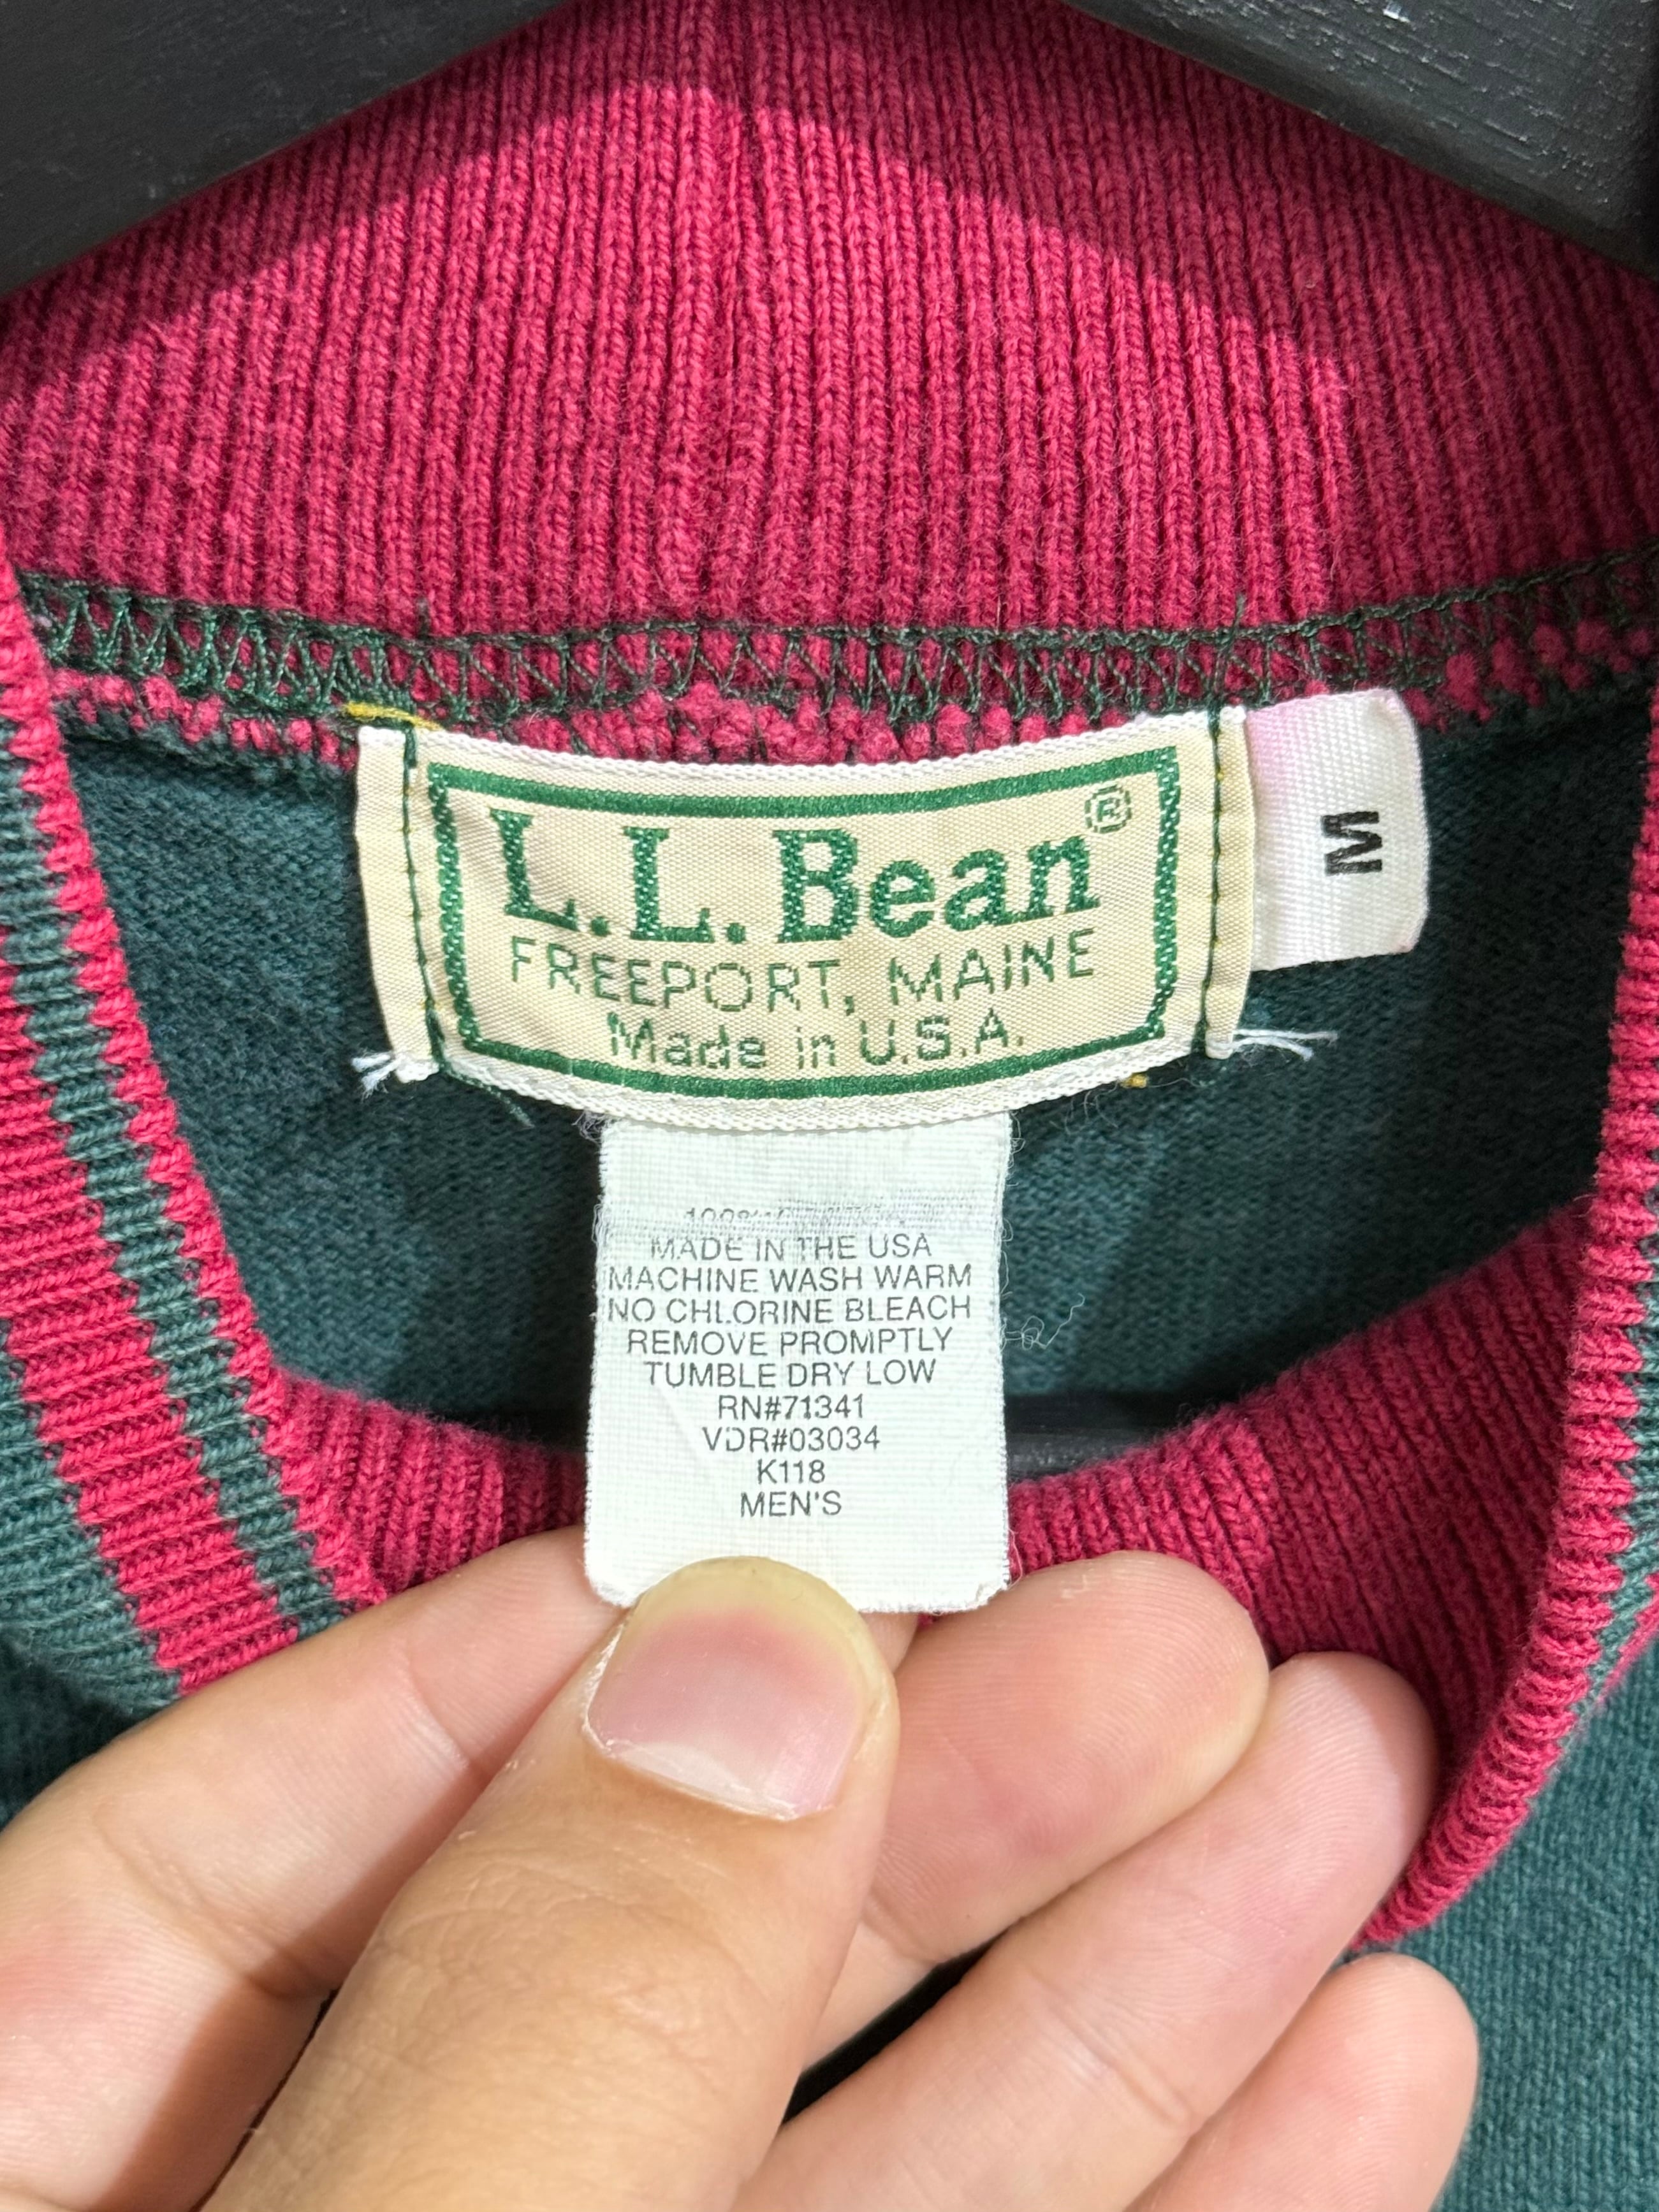 L.L.Bean®
FREEPORT, MAINE
Made in U.S.A.
M
100%
MADE IN THE USA
MACHINE WASH WARM
NO CHLORINE BLEACH
REMOVE PROMPTLY
TUMBLE DRY LOW
RN#71341
VDR#03034
K118
MEN'S